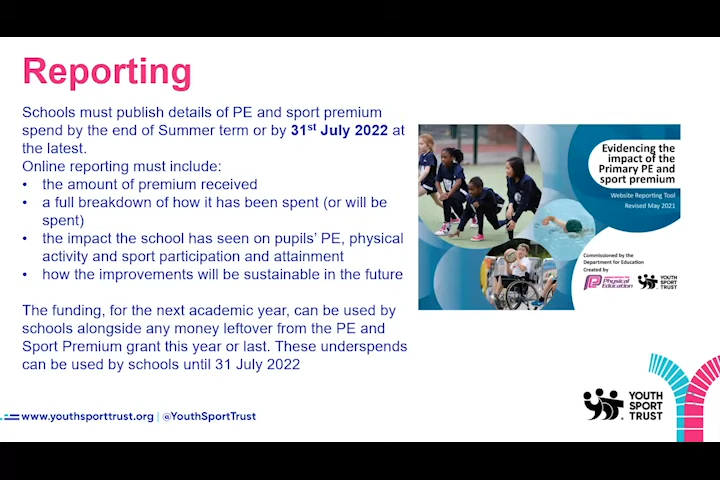 Reporting
Schools must publish details of PE and sport premium
spend by the end of Summer term or by 31st July 2022 at
the latest.
Online reporting must include:
• the amount of premium received
• a full breakdown of how it has been spent (or will be
spent)
• the impact the school has seen on pupils’ PE, physical
activity and sport participation and attainment
• how the improvements will be sustainable in the future
The funding, for the next academic year, can be used by
schools alongside any money leftover from the PE and
Sport Premium grant this year or last. These underspends
can be used by schools until 31 July 2022
Evidencing the
impact of the
Primary PE and
sport premium
Website Reporting Tool
Revised May 2021
Commissioned by the
Department for Education
Created by
Physical
Education
YOUTH
SPORT
TRUST
www.youthsporttrust.org | @YouthSportTrust
YOUTH
SPORT
TRUST